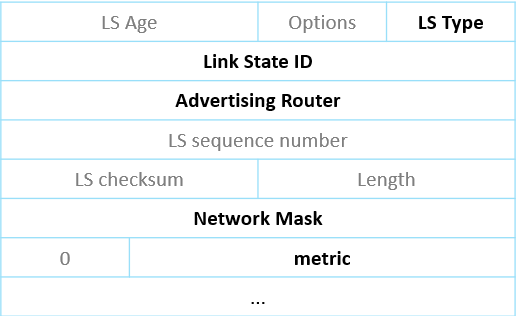 LS Age Options LS Type
Link State ID
Advertising Router
LS sequence number
LS checksum Length
Network Mask
0 metric
...